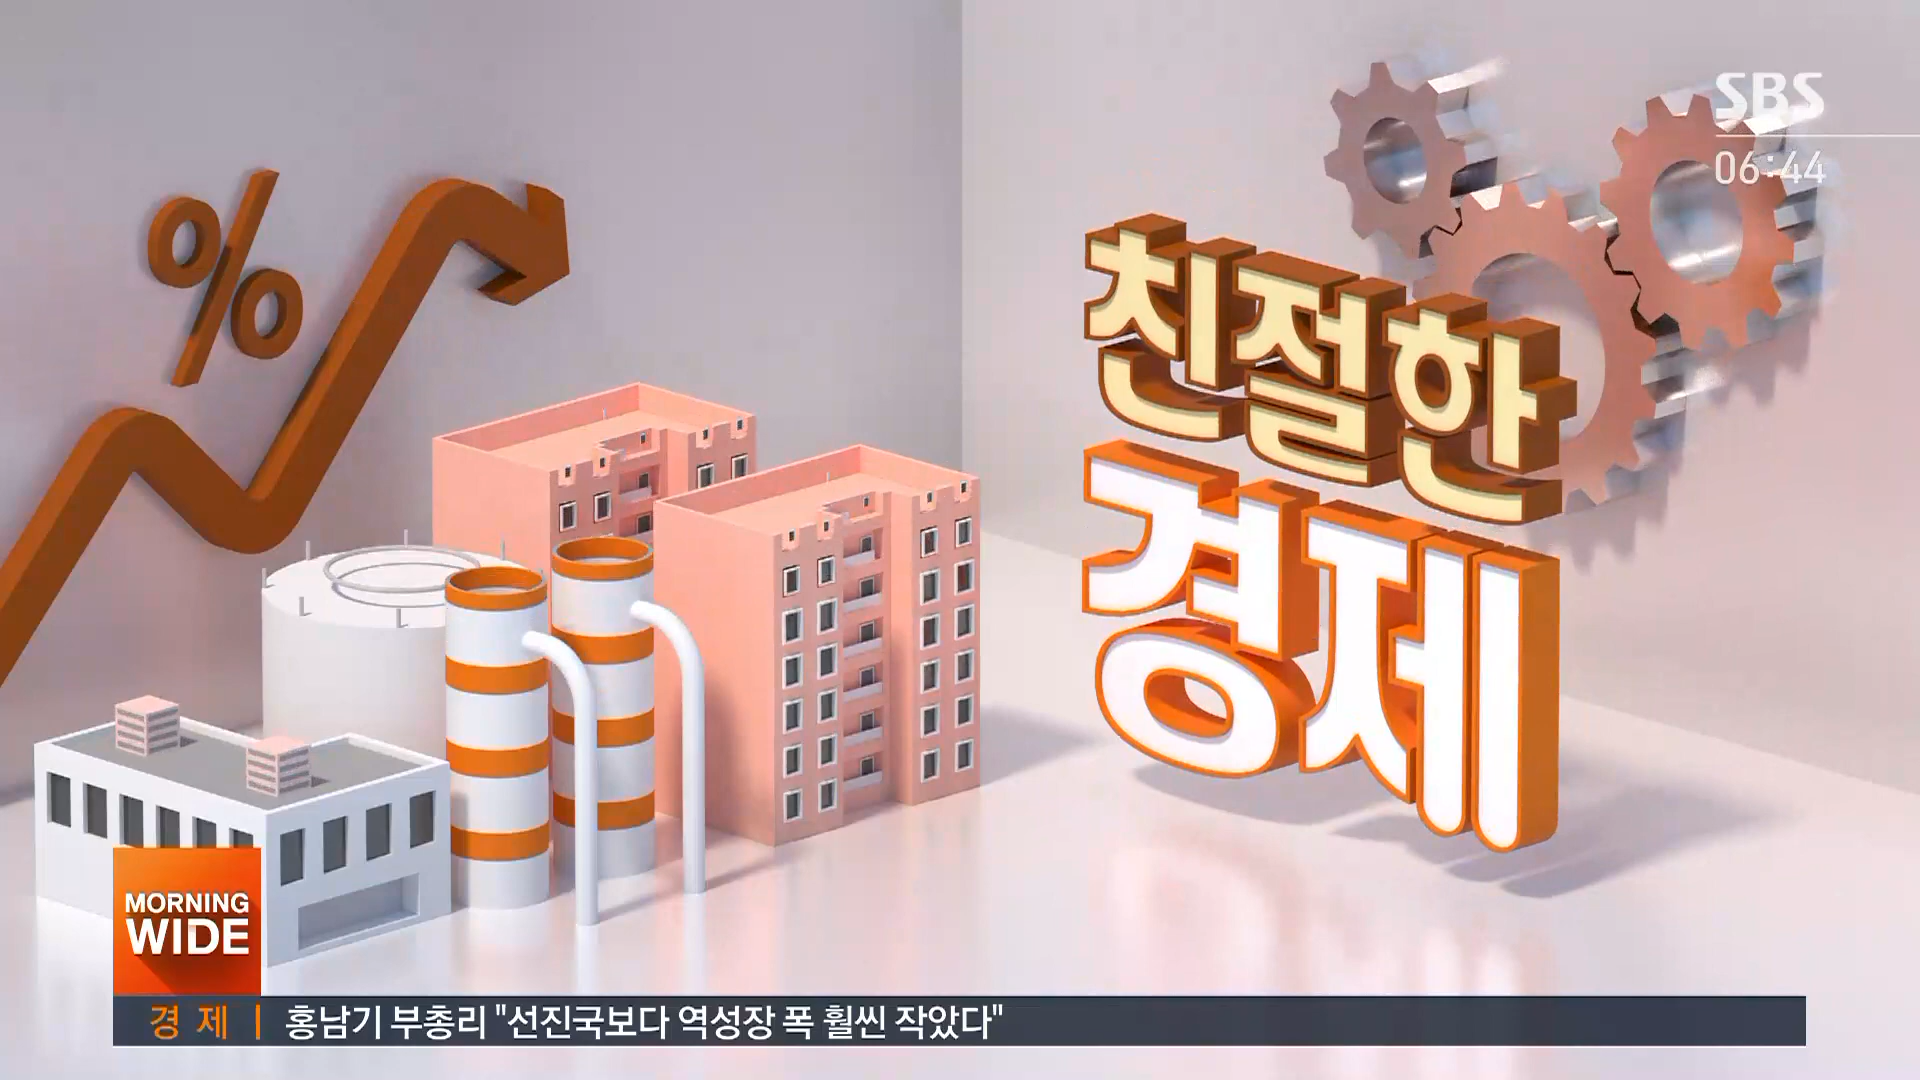 SBS
06:44
%
친절한
경제
MORNING
WIDE
경 제 | 홍남기 부총리 "선진국보다 역성장 폭 훨씬 작았다"